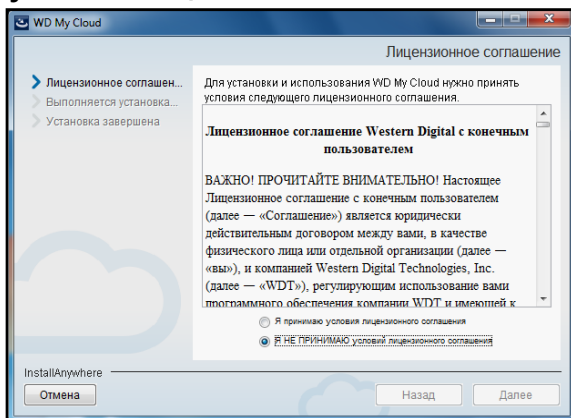 WD My Cloud
Лицензионное соглашение
Лицензионное соглашен...
Выполняется установка...
Установка завершена
Для установки и использования WD My Cloud нужно принять
условия следующего лицензионного соглашения.
Лицензионное соглашение Western Digital с конечным
пользователем
ВАЖНО! ПРОЧИТАЙТЕ ВНИМАТЕЛЬНО! Настоящее
Лицензионное соглашение с конечным пользователем
(далее — «Соглашение») является юридически
действительным договором между вами, в качестве
физического лица или отдельной организации (далее —
«вы»), и компанией Western Digital Technologies, Inc.
(далее — «WDT»), регулирующим использование вами
программного обеспечения компании WDT и имеющей к
Я принимаю условия лицензионного соглашения
Я НЕ ПРИНИМАЮ условий лицензионного соглашения
InstallAnywhere
Отмена
Назад
Далее